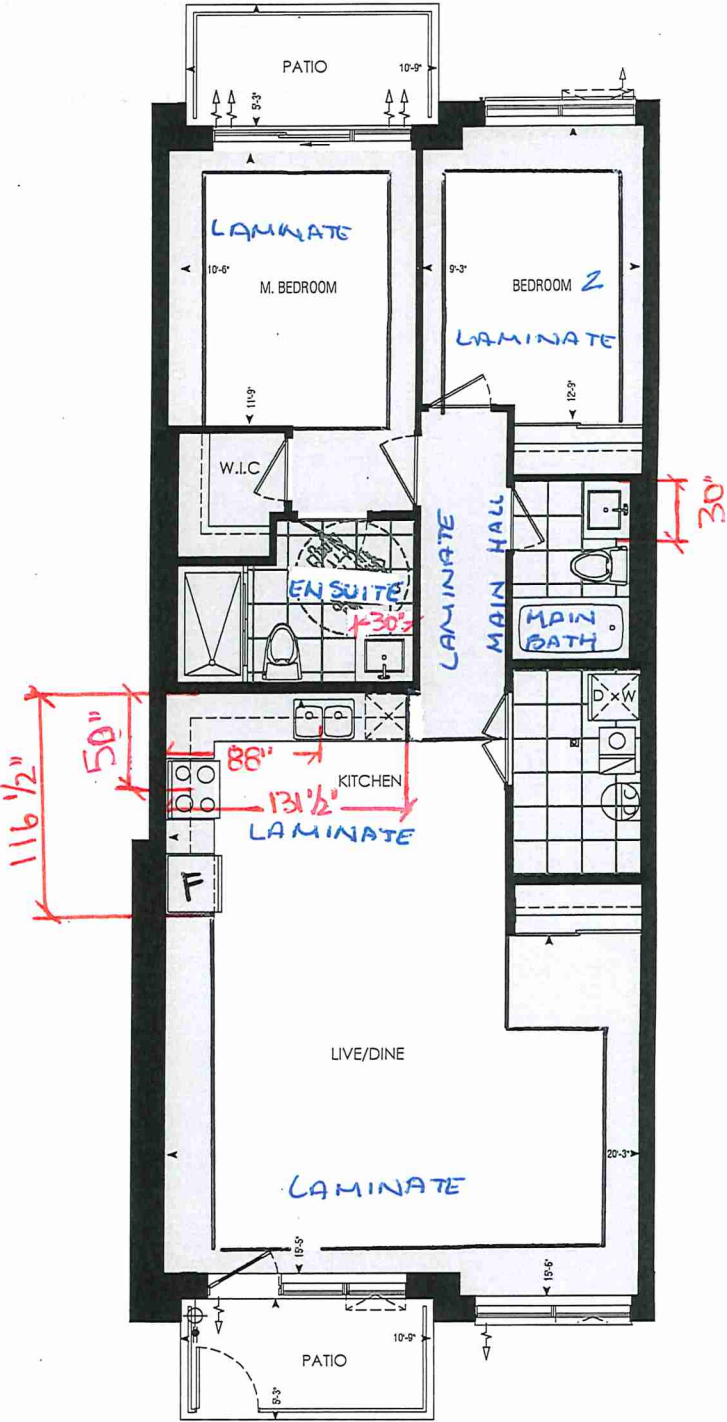 PATIO
10'-9"
5'-3"
LAMINATE
10'-6"
M. BEDROOM
11'-9"
9'-3"
BEDROOM 2
LAMINATE
12'-9"
W.I.C
30"
LAMINATE
MAIN HALL
ENSUITE
30"
MAIN
BATH
D W
50"
88"
KITCHEN
131 1/2"
116 1/2"
LAMINATE
F
LIVE/DINE
20'-3"
LAMINATE
15'-5"
15'-6"
10'-9"
PATIO
5'-3"